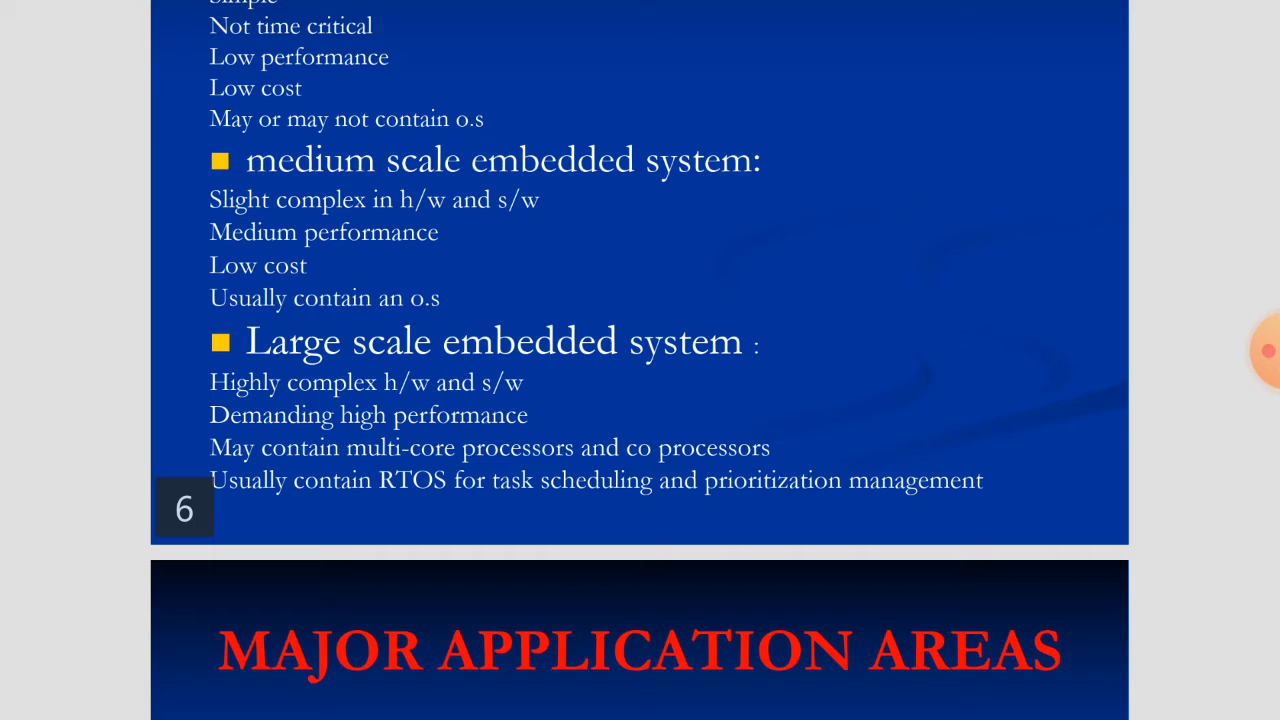 Simple
Not time critical
Low performance
Low cost
May or may not contain o.s
medium scale embedded system:
Slight complex in h/w and s/w
Medium performance
Low cost
Usually contain an o.s
Large scale embedded system :
Highly complex h/w and s/w
Demanding high performance
May contain multi-core processors and co processors
Usually contain RTOS for task scheduling and prioritization management
6
MAJOR APPLICATION AREAS